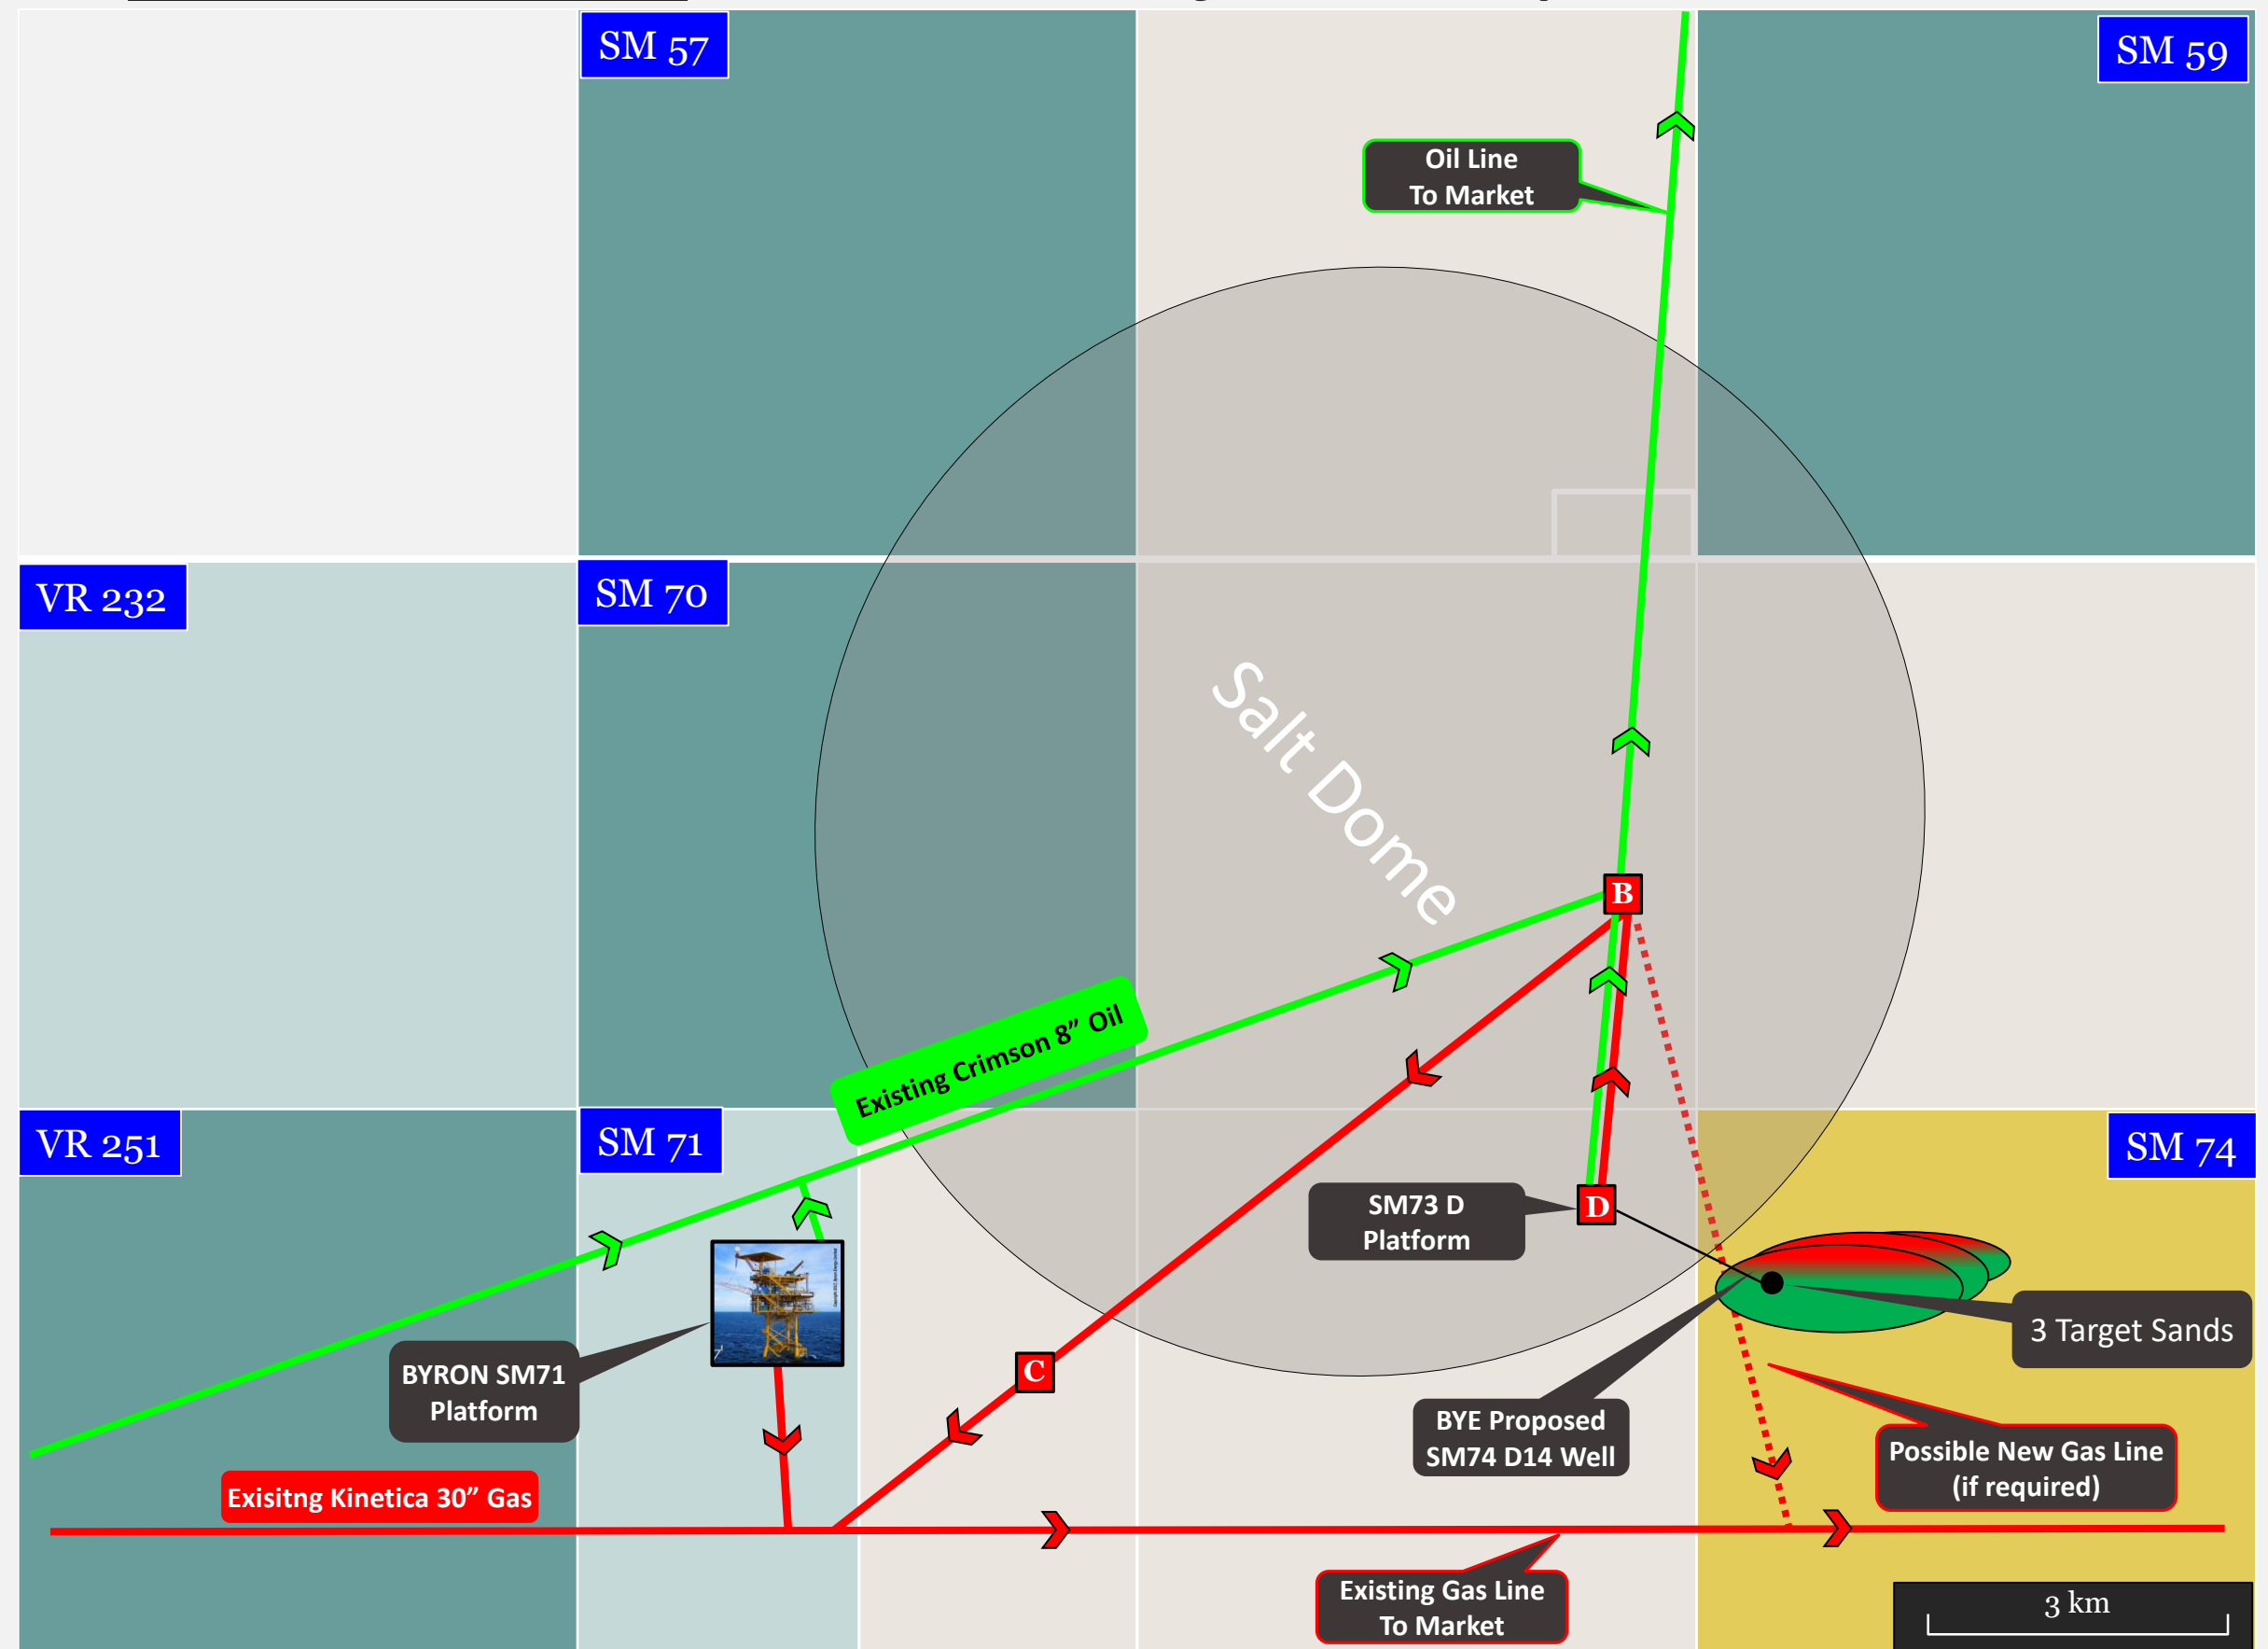 SM 57
SM 59
Oil Line
To Market
VR 232
SM 70
Salt Dome
B
Existing Crimson 8” Oil
VR 251
SM 71
SM 74
SM73 D
Platform
D
3 Target Sands
BYRON SM71
Platform
C
BYE Proposed
SM74 D14 Well
Possible New Gas Line
(if required)
Exisitng Kinetica 30” Gas
Existing Gas Line
To Market
3 km